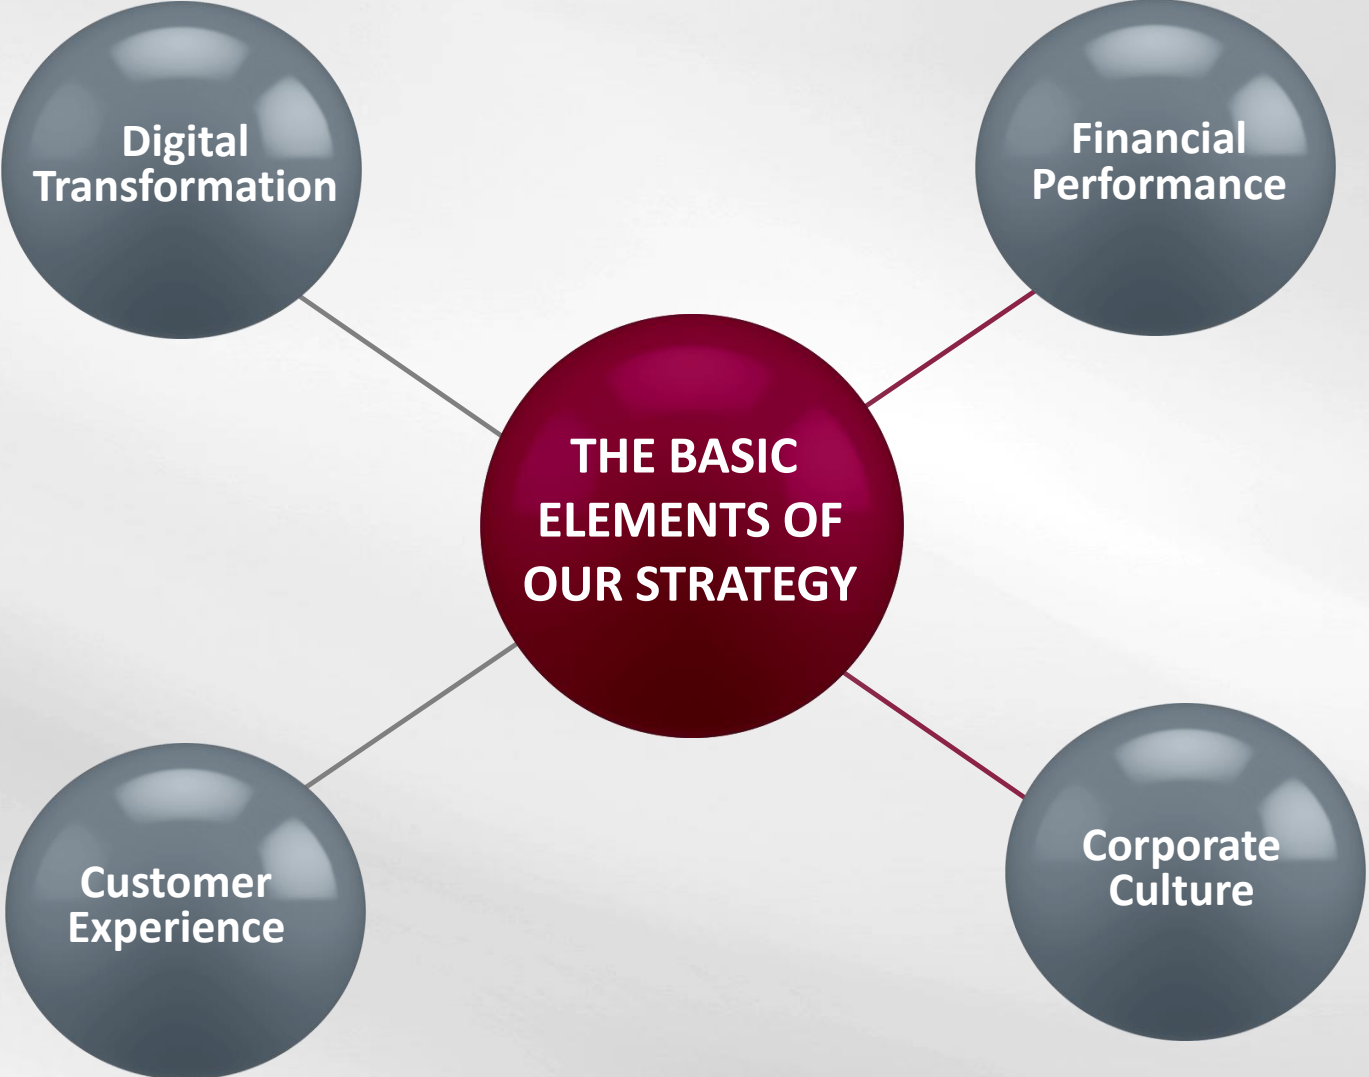 Digital
Transformation
Financial
Performance
THE BASIC
ELEMENTS OF
OUR STRATEGY
Customer
Experience
Corporate
Culture